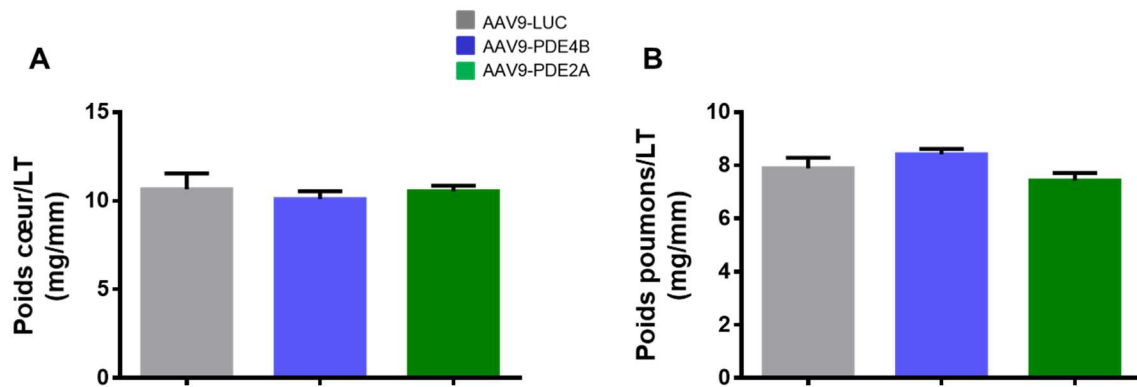 AAV9-LUC
AAV9-PDE4B
AAV9-PDE2A
A
Poids cœur/LT
(mg/mm)
15
10
5
0
B
Poids poumons/LT
(mg/mm)
10
8
6
4
2
0